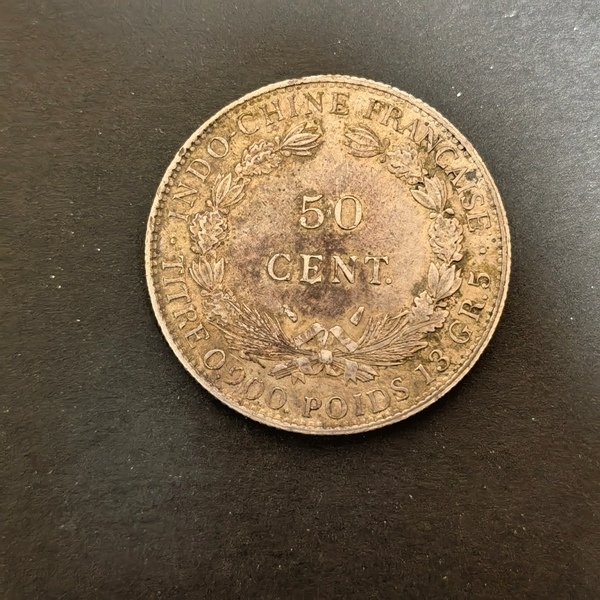 INDO-CHINE FRANÇAISE
50
CENT.
TITRE 0,900. POIDS 13.GR.5